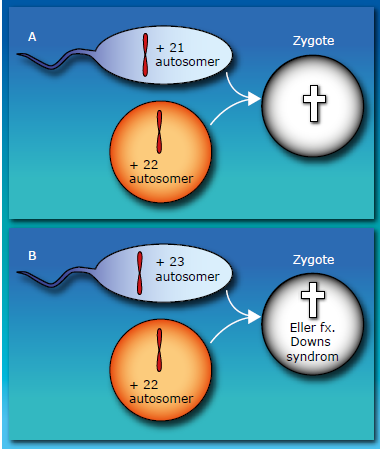 A
+ 21
autosomer
Zygote
+ 22
autosomer
B
+ 23
autosomer
Zygote
Eller fx.
Downs
syndrom
+ 22
autosomer